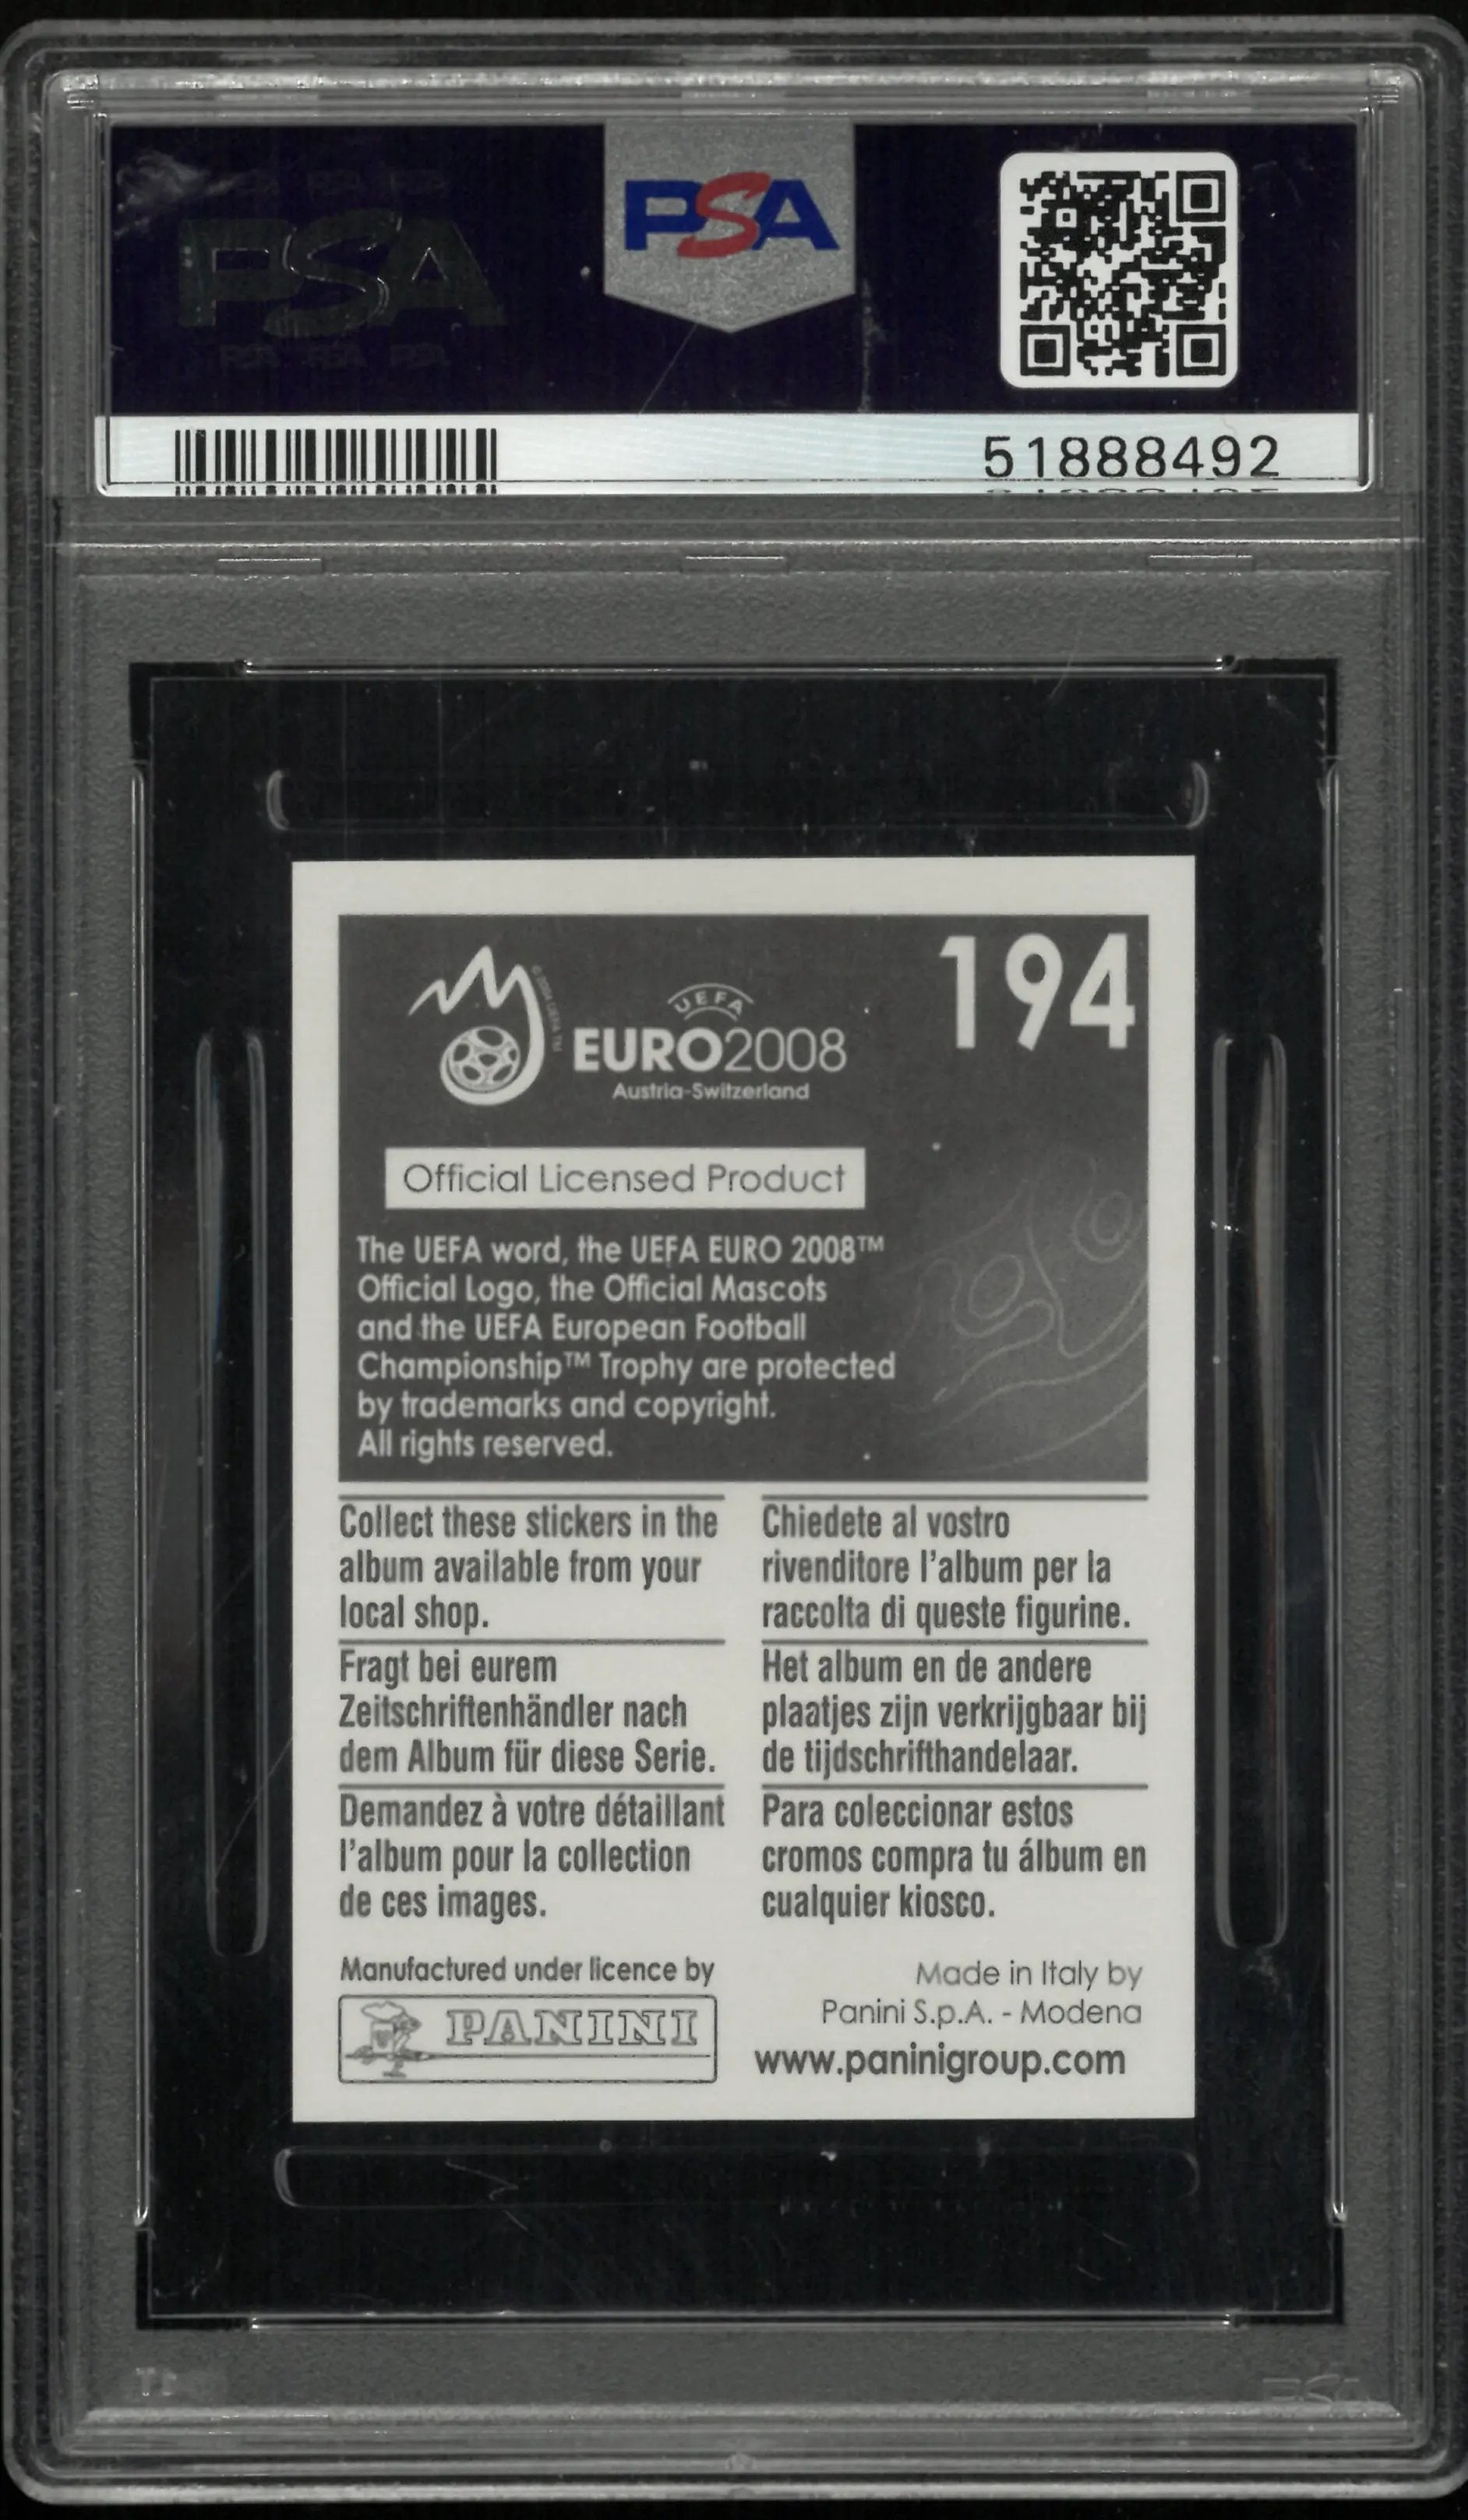 PSA
PSA
51888492
194
UEFA
EURO2008
Austria-Switzerland
Official Licensed Product
The UEFA word, the UEFA EURO 2008™
Official Logo, the Official Mascots
and the UEFA European Football
Championship™ Trophy are protected
by trademarks and copyright.
All rights reserved.
Collect these stickers in the
album available from your
local shop.
Chiedete al vostro
rivenditore l'album per la
raccolta di queste figurine.
Fragt bei eurem
Zeitschriftenhändler nach
dem Album für diese Serie.
Het album en de andere
plaatjes zijn verkrijgbaar bij
de tijdschrifthandelaar.
Demandez à votre détaillant
l'album pour la collection
de ces images.
Para coleccionar estos
cromos compra tu álbum en
cualquier kiosco.
Manufactured under licence by
PANINI
Made in Italy by
Panini S.p.A. - Modena
www.paninigroup.com
PSA